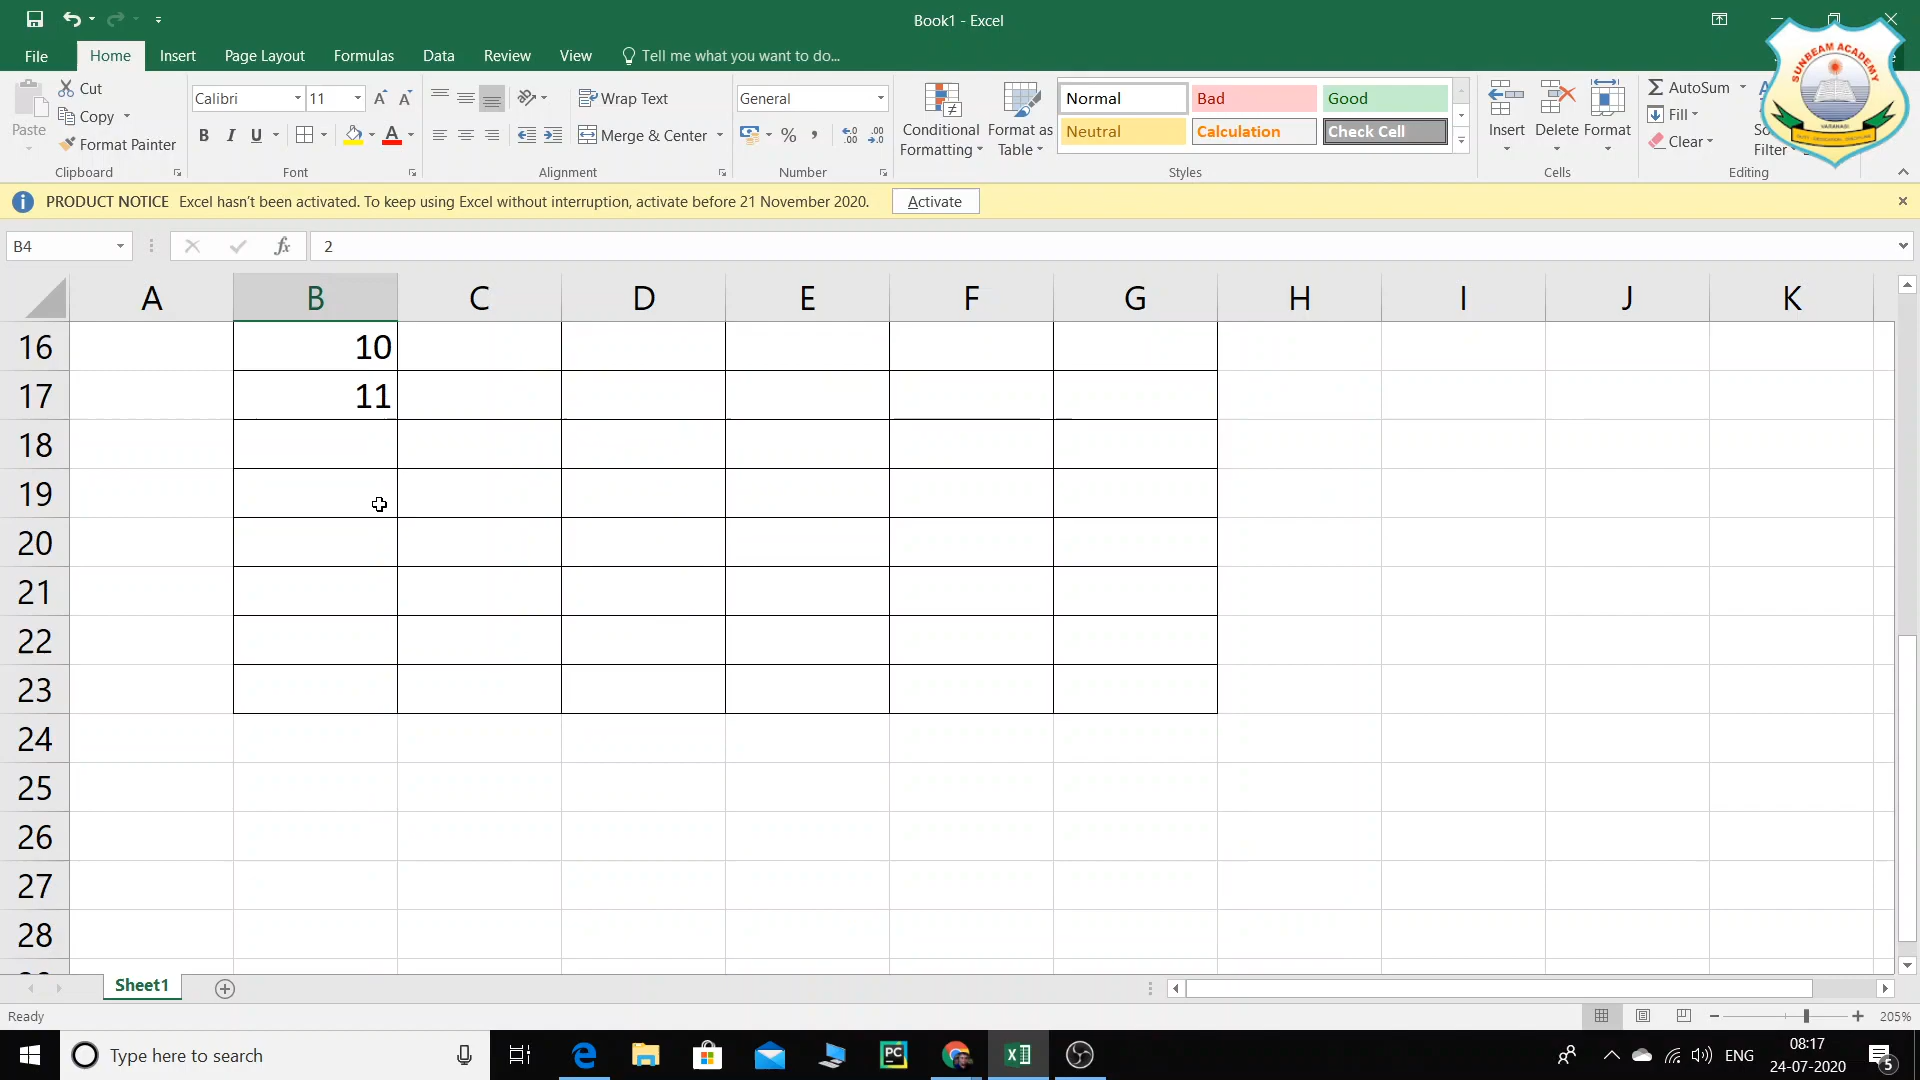 Book1 - Excel
File Home Insert Page Layout Formulas Data Review View Tell me what you want to do...
Paste
Cut
Copy
Format Painter
Clipboard
Calibri 11
B I U
Font
Wrap Text
Merge & Center
Alignment
General
Number
Conditional
Formatting
Format as
Table
Normal Bad Good
Neutral Calculation Check Cell
Styles
Insert Delete Format
Cells
AutoSum
Fill
Clear
Filter
Editing
SUNBEAM ACADEMY
VARANASI
PRODUCT NOTICE Excel hasn't been activated. To keep using Excel without interruption, activate before 21 November 2020. Activate
B4 fx 2
A B C D E F G H I J K
16 10
17 11
18
19
20
21
22
23
24
25
26
27
28
Sheet1
Ready 205%
Type here to search PC ENG 08:17
24-07-2020
5